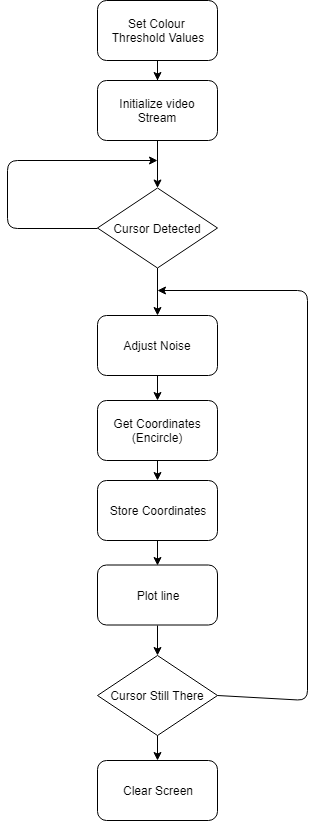 Set Colour
Threshold Values
Initialize video
Stream
Cursor Detected
Adjust Noise
Get Coordinates
(Encircle)
Store Coordinates
Plot line
Cursor Still There
Clear Screen